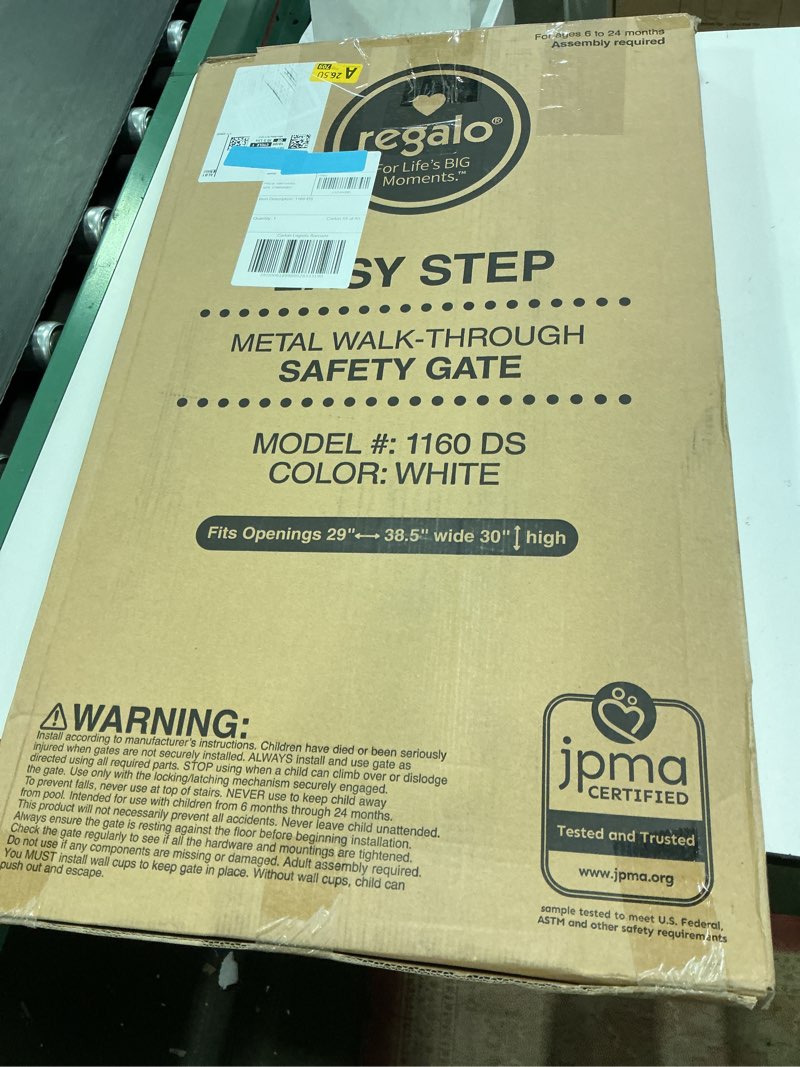 For ages 6 to 24 months
Assembly required
A
26.5U
regalo®
For Life's BIG
Moments.™
Item Description: 1160 DS
Quantity: 1
SY STEP
METAL WALK-THROUGH
SAFETY GATE
MODEL #: 1160 DS
COLOR: WHITE
Fits Openings 29"↔ 38.5" wide 30"↕ high
⚠WARNING:
Install according to manufacturer's instructions. Children have died or been seriously
injured when gates are not securely installed. ALWAYS install and use gate as
directed using all required parts. STOP using when a child can climb over or dislodge
the gate. Use only with the locking/latching mechanism securely engaged.
To prevent falls, never use at top of stairs. NEVER use to keep child away
from pool. Intended for use with children from 6 months through 24 months.
This product will not necessarily prevent all accidents. Never leave child unattended.
Always ensure the gate is resting against the floor before beginning installation.
Check the gate regularly to see if all the hardware and mountings are tightened.
Do not use if any components are missing or damaged. Adult assembly required.
You MUST install wall cups to keep gate in place. Without wall cups, child can
push out and escape.
jpma
CERTIFIED
Tested and Trusted
www.jpma.org
sample tested to meet U.S. Federal,
ASTM and other safety requirements